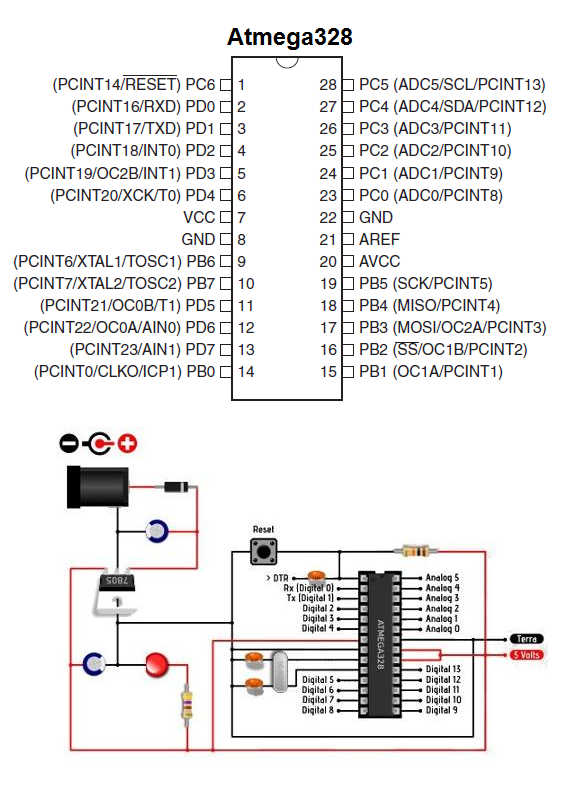 Atmega328
(PCINT14/RESET) PC6 1 28 PC5 (ADC5/SCL/PCINT13)
(PCINT16/RXD) PD0 2 27 PC4 (ADC4/SDA/PCINT12)
(PCINT17/TXD) PD1 3 26 PC3 (ADC3/PCINT11)
(PCINT18/INT0) PD2 4 25 PC2 (ADC2/PCINT10)
(PCINT19/OC2B/INT1) PD3 5 24 PC1 (ADC1/PCINT9)
(PCINT20/XCK/T0) PD4 6 23 PC0 (ADC0/PCINT8)
VCC 7 22 GND
GND 8 21 AREF
(PCINT6/XTAL1/TOSC1) PB6 9 20 AVCC
(PCINT7/XTAL2/TOSC2) PB7 10 19 PB5 (SCK/PCINT5)
(PCINT21/OC0B/T1) PD5 11 18 PB4 (MISO/PCINT4)
(PCINT22/OC0A/AIN0) PD6 12 17 PB3 (MOSI/OC2A/PCINT3)
(PCINT23/AIN1) PD7 13 16 PB2 (SS/OC1B/PCINT2)
(PCINT0/CLKO/ICP1) PB0 14 15 PB1 (OC1A/PCINT1)
Reset
7805
> DTR Analog 5
Rx (Digital 0) Analog 4
Tx (Digital 1) Analog 3
Digital 2 Analog 2
Digital 3 Analog 1
Digital 4 Analog 0
ATMEGA328
Terra
5 Volts
Digital 13
Digital 5 Digital 12
Digital 6 Digital 11
Digital 7 Digital 10
Digital 8 Digital 9